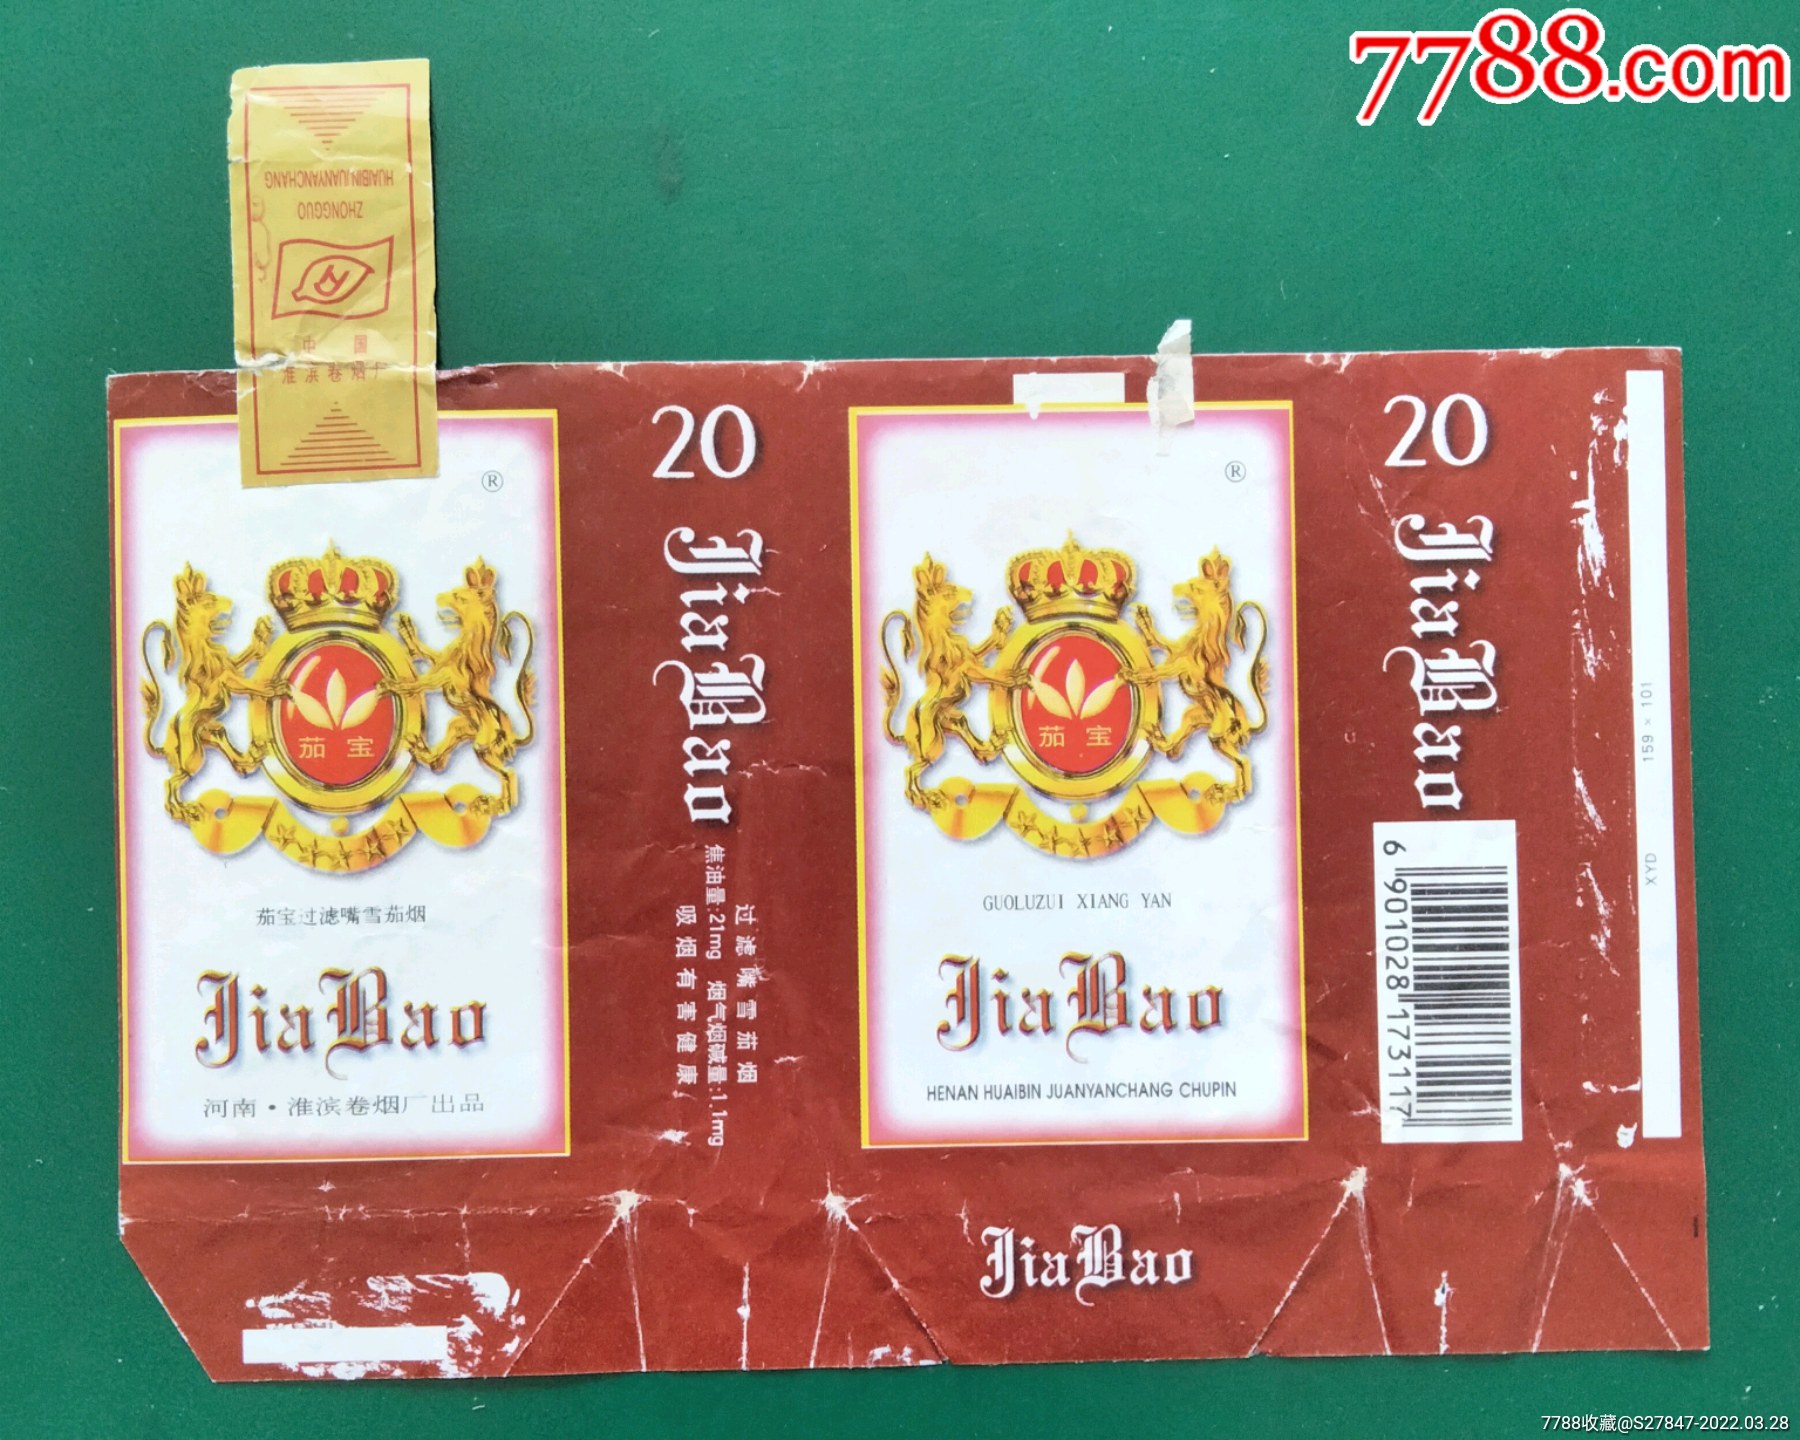 7788.com
HUAIBINJUANYANCHANG
ZHONGGUO
中国
淮滨卷烟厂
®
茄宝
茄宝过滤嘴雪茄烟
JiaBao
河南·淮滨卷烟厂出品
20
JiaBao
过滤嘴雪茄烟
焦油量:21mg 烟气烟碱量:1.1mg
吸烟有害健康
®
茄宝
GUOLUZUI XIANG YAN
JiaBao
HENAN HUAIBIN JUANYANCHANG CHUPIN
JiaBao
20
JiaBao
6 901028 173117
159×101
XYD
7788收藏@S27847-2022.03.28